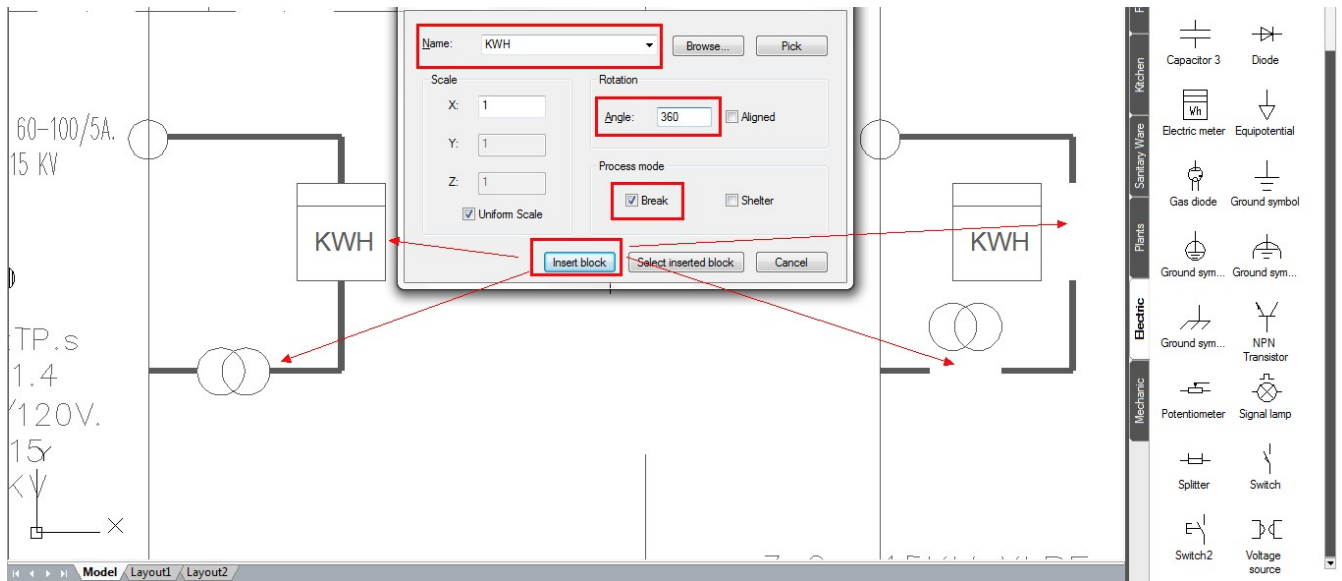 60-100/5A.
15 KV
TP.s
1.4
/120V.
15
KV
X
KWH
Name:
KWH
Browse...
Pick
Scale
X:
1
Y:
1
Z:
1
Uniform Scale
Rotation
Angle:
360
Aligned
Process mode
Break
Shelter
Insert block
Select inserted block
Cancel
KWH
Kitchen
Sanitary Ware
Plants
Electric
Mechanic
Capacitor 3
Diode
Wh
Electric meter
Equipotential
Gas diode
Ground symbol
Ground sym...
Ground sym...
Ground sym...
NPN
Transistor
Potentiometer
Signal lamp
Splitter
Switch
Switch2
Voltage
source
Model
Layout1
Layout2